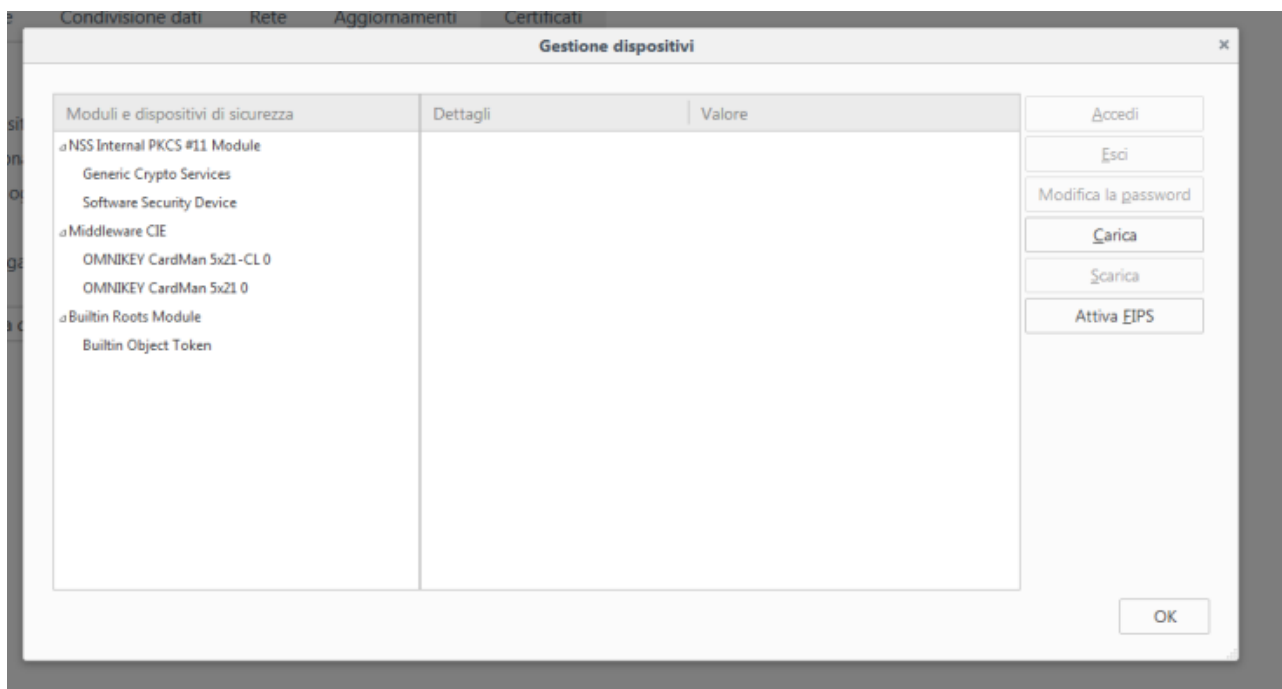 Condivisione dati Rete Aggiornamenti Certificati
Gestione dispositivi ×
Moduli e dispositivi di sicurezza Dettagli Valore Accedi
NSS Internal PKCS #11 Module
Esci
Generic Crypto Services
Modifica la password
Software Security Device
Middleware CIE
Carica
OMNIKEY CardMan 5x21-CL 0
Scarica
OMNIKEY CardMan 5x21 0
Builtin Roots Module
Attiva FIPS
Builtin Object Token
OK